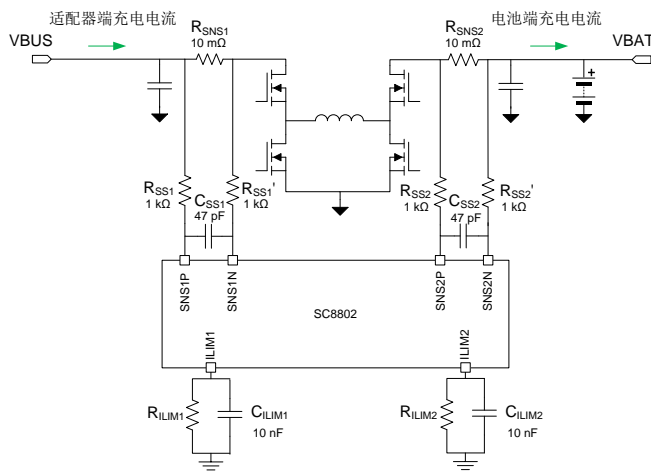 适配器端充电电流
电池端充电电流
VBUS
VBAT
RSNS1
10 mΩ
RSNS2
10 mΩ
RSS1
1 kΩ
CSS1
47 pF
RSS1'
1 kΩ
RSS2
1 kΩ
CSS2
47 pF
RSS2'
1 kΩ
SNS1P
SNS1N
SNS2P
SNS2N
SC8802
ILIM1
ILIM2
RILIM1
CILIM1
10 nF
RILIM2
CILIM2
10 nF